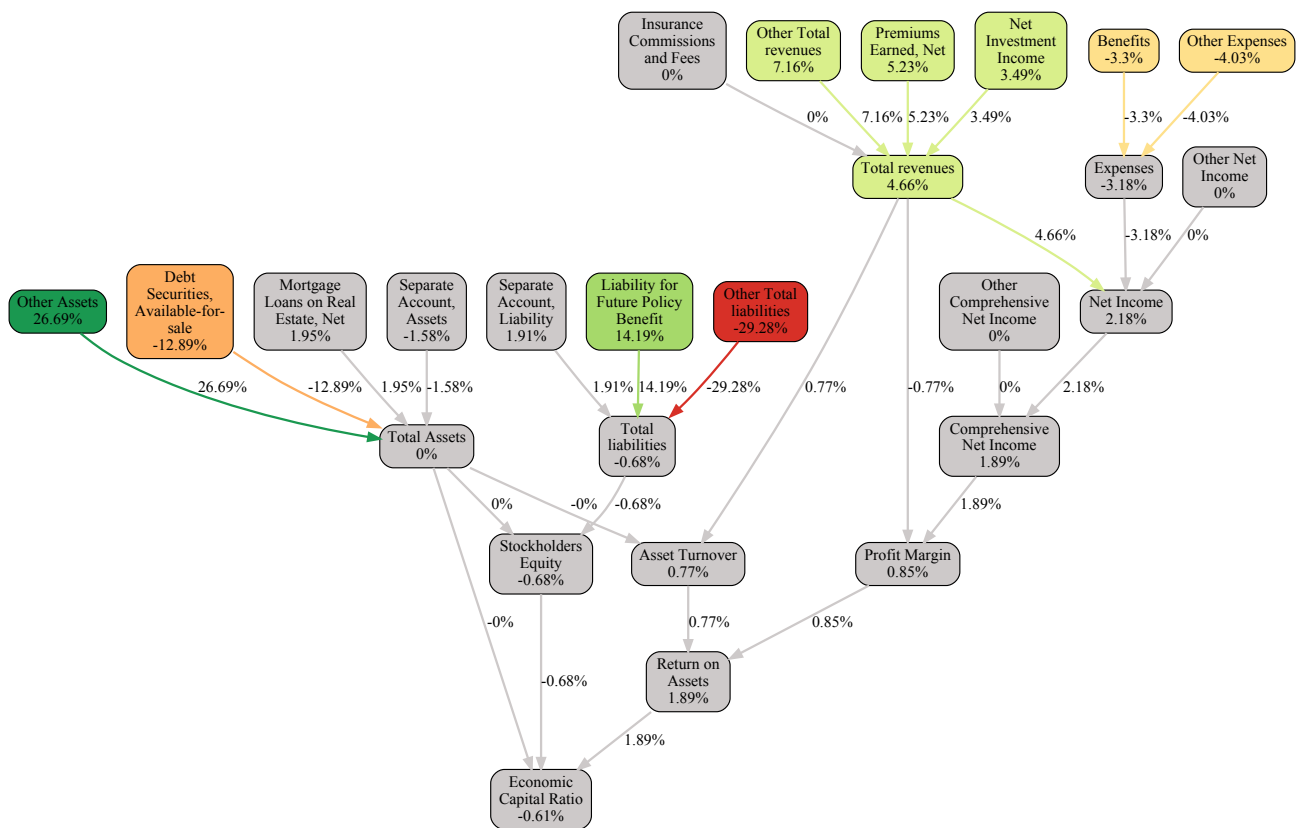 Insurance
Commissions
and Fees
0%
Other Total
revenues
7.16%
Premiums
Earned, Net
5.23%
Net
Investment
Income
3.49%
Benefits
-3.3%
Other Expenses
-4.03%
0%
7.16%
5.23%
3.49%
-3.3%
-4.03%
Total revenues
4.66%
Expenses
-3.18%
Other Net
Income
0%
4.66%
-3.18%
0%
Other Assets
26.69%
Debt
Securities,
Available-for-
sale
-12.89%
Mortgage
Loans on Real
Estate, Net
1.95%
Separate
Account,
Assets
-1.58%
Separate
Account,
Liability
1.91%
Liability for
Future Policy
Benefit
14.19%
Other Total
liabilities
-29.28%
Other
Comprehensive
Net Income
0%
Net Income
2.18%
26.69%
-12.89%
1.95%
-1.58%
1.91%
14.19%
-29.28%
0.77%
-0.77%
0%
2.18%
Total Assets
0%
Total
liabilities
-0.68%
Comprehensive
Net Income
1.89%
0%
-0%
-0.68%
1.89%
Stockholders
Equity
-0.68%
Asset Turnover
0.77%
Profit Margin
0.85%
-0%
0.77%
0.85%
-0.68%
Return on
Assets
1.89%
1.89%
Economic
Capital Ratio
-0.61%